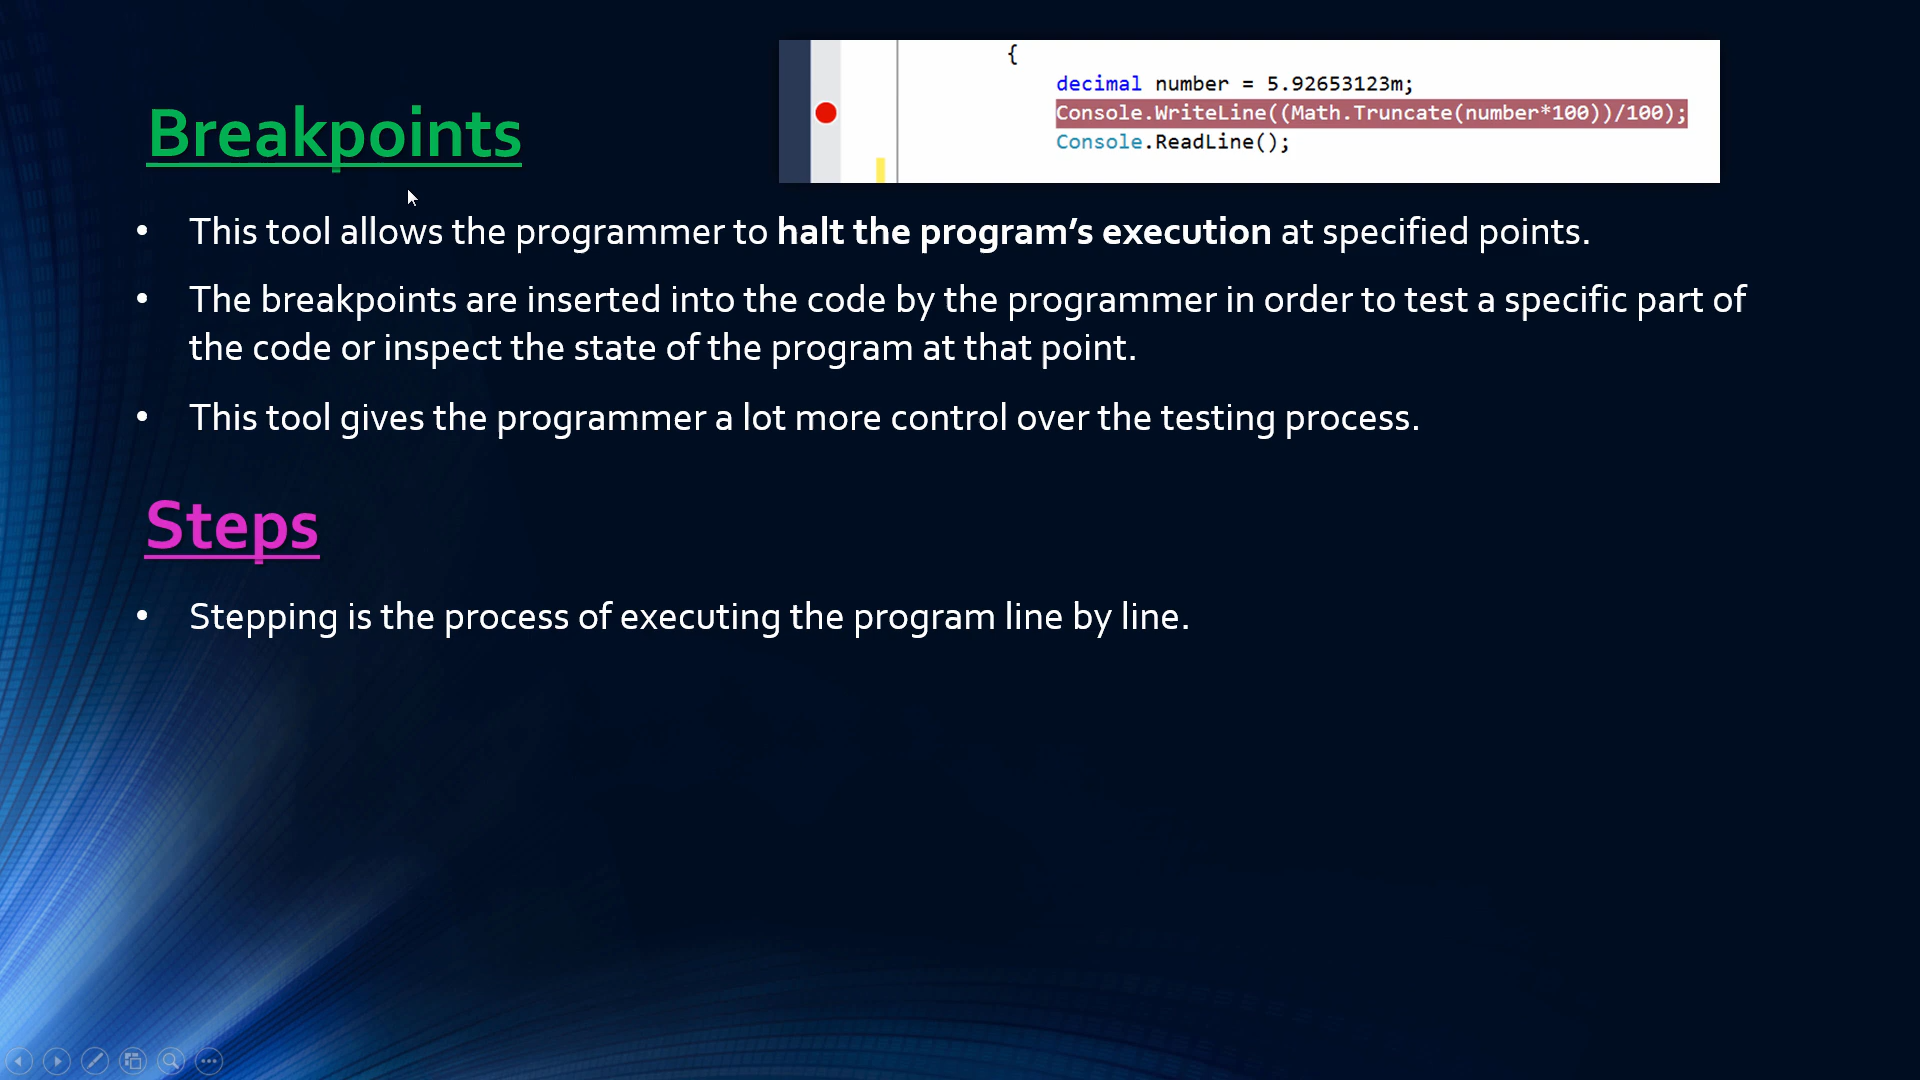 {
decimal number = 5.92653123m;
Console.WriteLine((Math.Truncate(number*100))/100);
Console.ReadLine();
Breakpoints
• This tool allows the programmer to halt the program’s execution at specified points.
• The breakpoints are inserted into the code by the programmer in order to test a specific part of
the code or inspect the state of the program at that point.
• This tool gives the programmer a lot more control over the testing process.
Steps
• Stepping is the process of executing the program line by line.